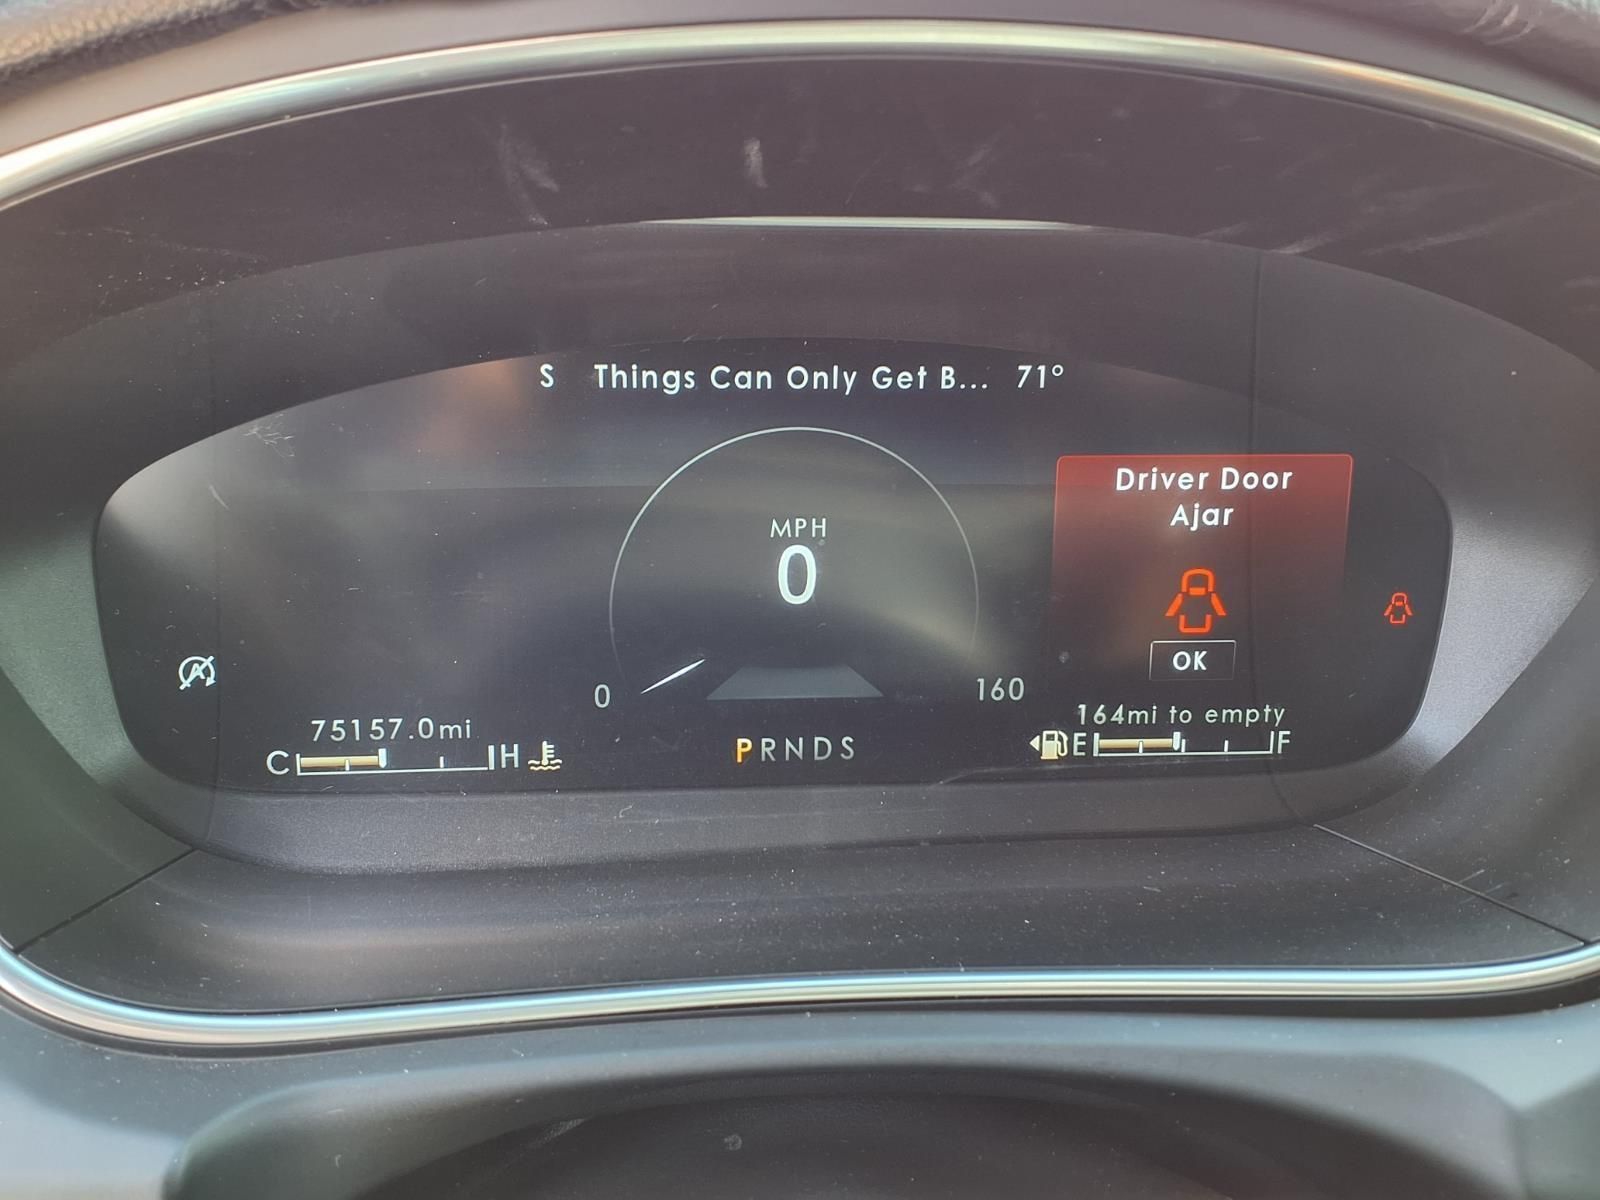 S Things Can Only Get B... 71°
Driver Door
Ajar
MPH
0
OK
A
0
160
75157.0mi
164mi to empty
C H
PRNDS
E F